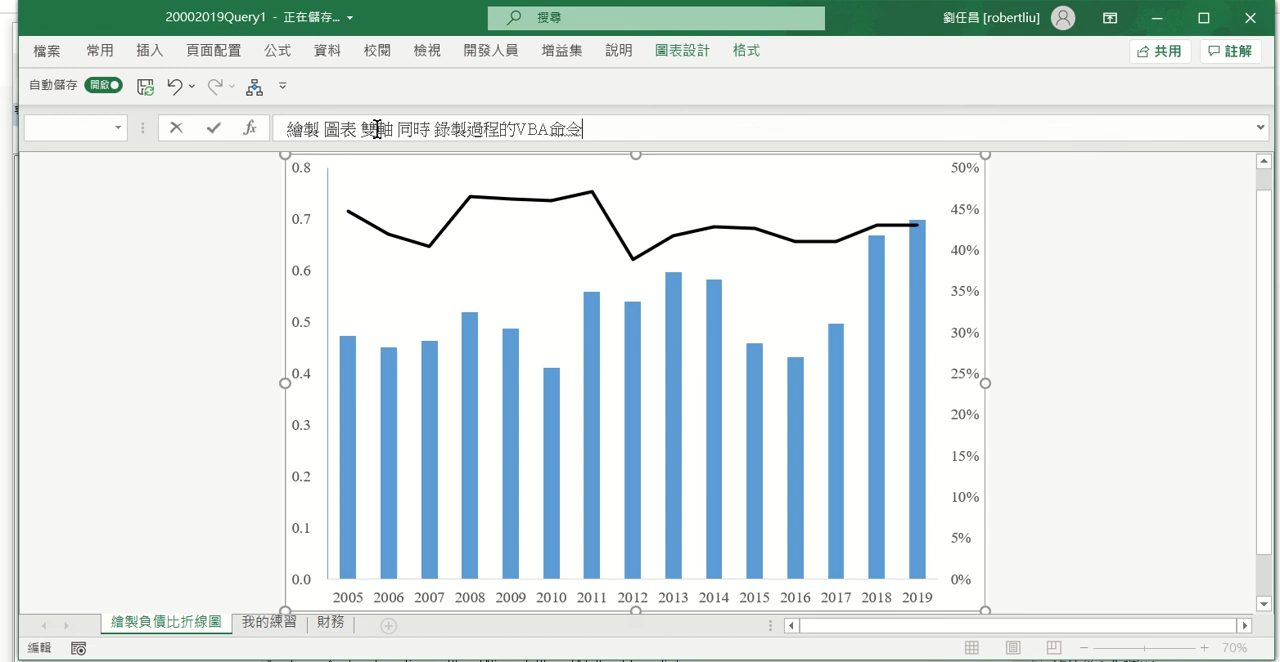 20002019Query1 - 正在儲存...
搜尋
劉任昌 [robertliu]
檔案 常用 插入 頁面配置 公式 資料 校閱 檢視 開發人員 增益集 說明 圖表設計 格式
共用 註解
自動儲存 開啟
fx 繪製 圖表 雙軸 同時 錄製過程的VBA命念
0.8 50%
0.7 45%
0.6 40%
0.5 35%
0.4 30%
0.3 25%
0.2 20%
0.1 15%
0.0 10%
5%
0%
2005 2006 2007 2008 2009 2010 2011 2012 2013 2014 2015 2016 2017 2018 2019
繪製負債比折線圖 我的練習 財務
編輯 70%